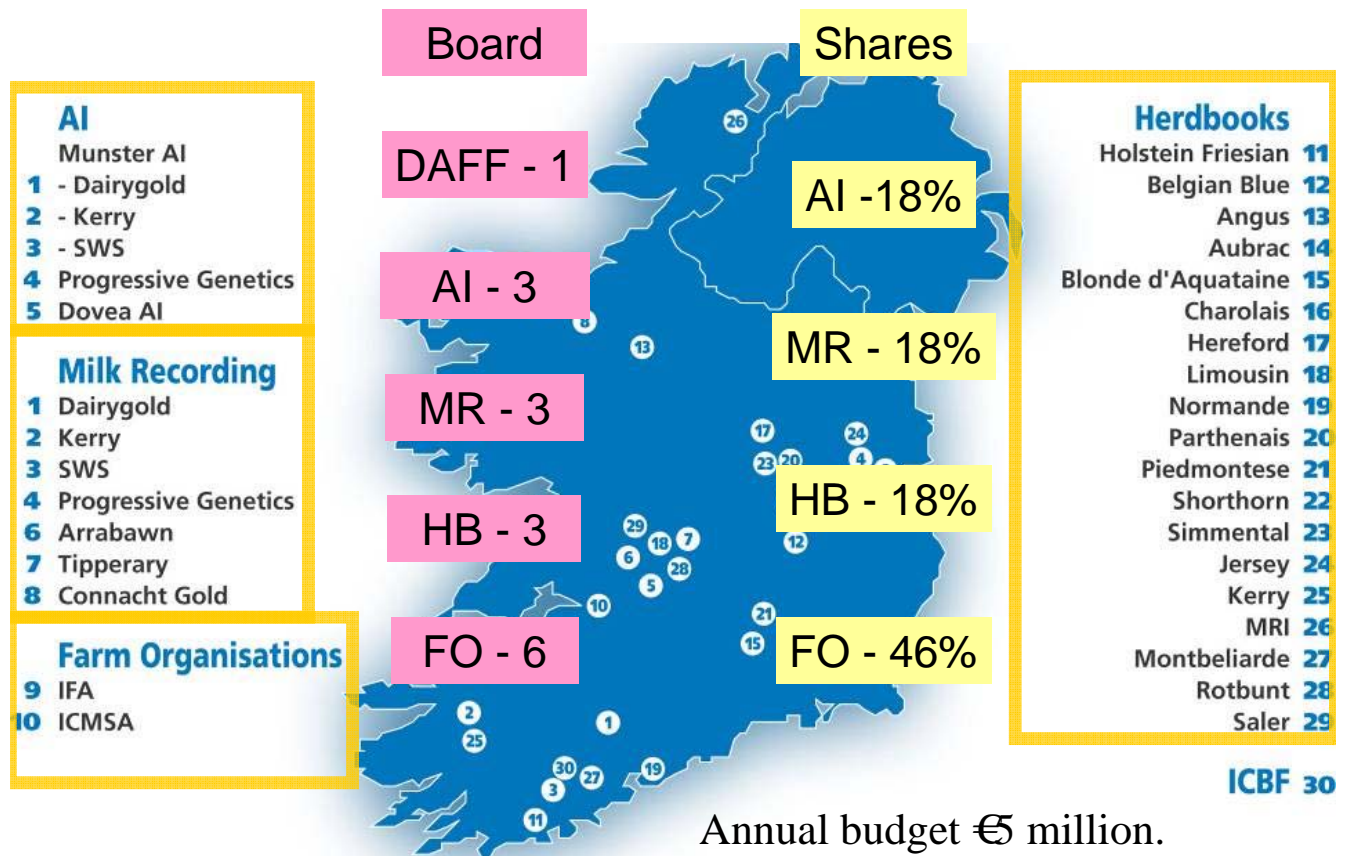 Board
Shares
AI
Munster AI
1 - Dairygold
2 - Kerry
3 - SWS
4 Progressive Genetics
5 Dovea AI
Milk Recording
1 Dairygold
2 Kerry
3 SWS
4 Progressive Genetics
6 Arrabawn
7 Tipperary
8 Connacht Gold
Farm Organisations
9 IFA
10 ICMSA
DAFF - 1
AI - 3
MR - 3
HB - 3
FO - 6
AI -18%
MR - 18%
HB - 18%
FO - 46%
26
8
13
17
24
23
20
4
29
18
7
6
28
5
12
10
21
15
2
25
1
30
27
19
3
11
Herdbooks
Holstein Friesian 11
Belgian Blue 12
Angus 13
Aubrac 14
Blonde d'Aquataine 15
Charolais 16
Hereford 17
Limousin 18
Normande 19
Parthenais 20
Piedmontese 21
Shorthorn 22
Simmental 23
Jersey 24
Kerry 25
MRI 26
Montbeliarde 27
Rotbunt 28
Saler 29
ICBF 30
Annual budget €5 million.